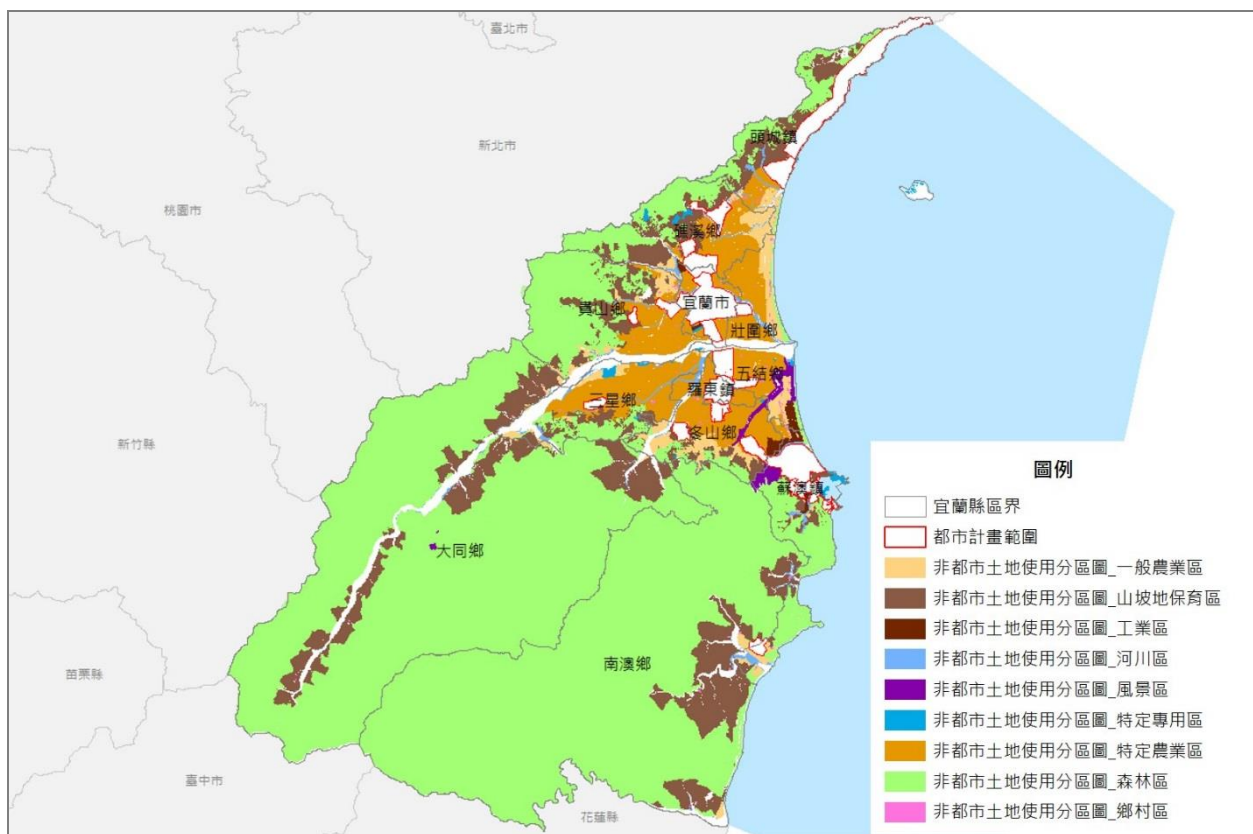 臺北市
新北市
桃園市
頭城鎮
礁溪鄉
宜蘭市
員山鄉
壯圍鄉
五結鄉
羅東鎮
三星鄉
冬山鄉
新竹縣
蘇澳鎮
大同鄉
南澳鄉
苗栗縣
臺中市
花蓮縣
圖例
宜蘭縣區界
都市計畫範圍
非都市土地使用分區圖_一般農業區
非都市土地使用分區圖_山坡地保育區
非都市土地使用分區圖_工業區
非都市土地使用分區圖_河川區
非都市土地使用分區圖_風景區
非都市土地使用分區圖_特定專用區
非都市土地使用分區圖_特定農業區
非都市土地使用分區圖_森林區
非都市土地使用分區圖_鄉村區